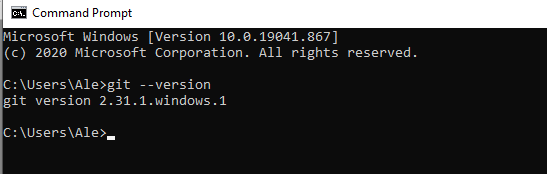 Command Prompt
Microsoft Windows [Version 10.0.19041.867]
(c) 2020 Microsoft Corporation. All rights reserved.
C:\Users\Ale>git --version
git version 2.31.1.windows.1
C:\Users\Ale>